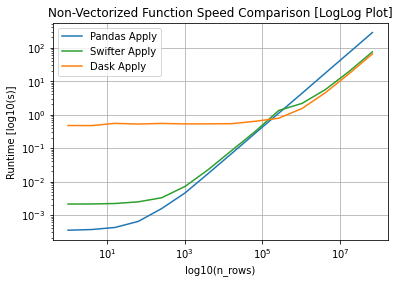 Non-Vectorized Function Speed Comparison [LogLog Plot]
Pandas Apply
Swifter Apply
Dask Apply
Runtime [log10(s)]
10²
10¹
10⁰
10⁻¹
10⁻²
10⁻³
10¹
10³
10⁵
10⁷
log10(n_rows)